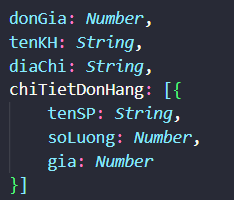 donGia: Number,
tenKH: String,
diaChi: String,
chiTietDonHang: [{
    tenSP: String,
    soLuong: Number,
    gia: Number
}]